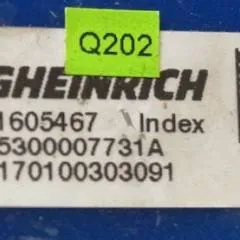 Q202
GHEINRICH
1605467 Index
5300007731A
170100303091